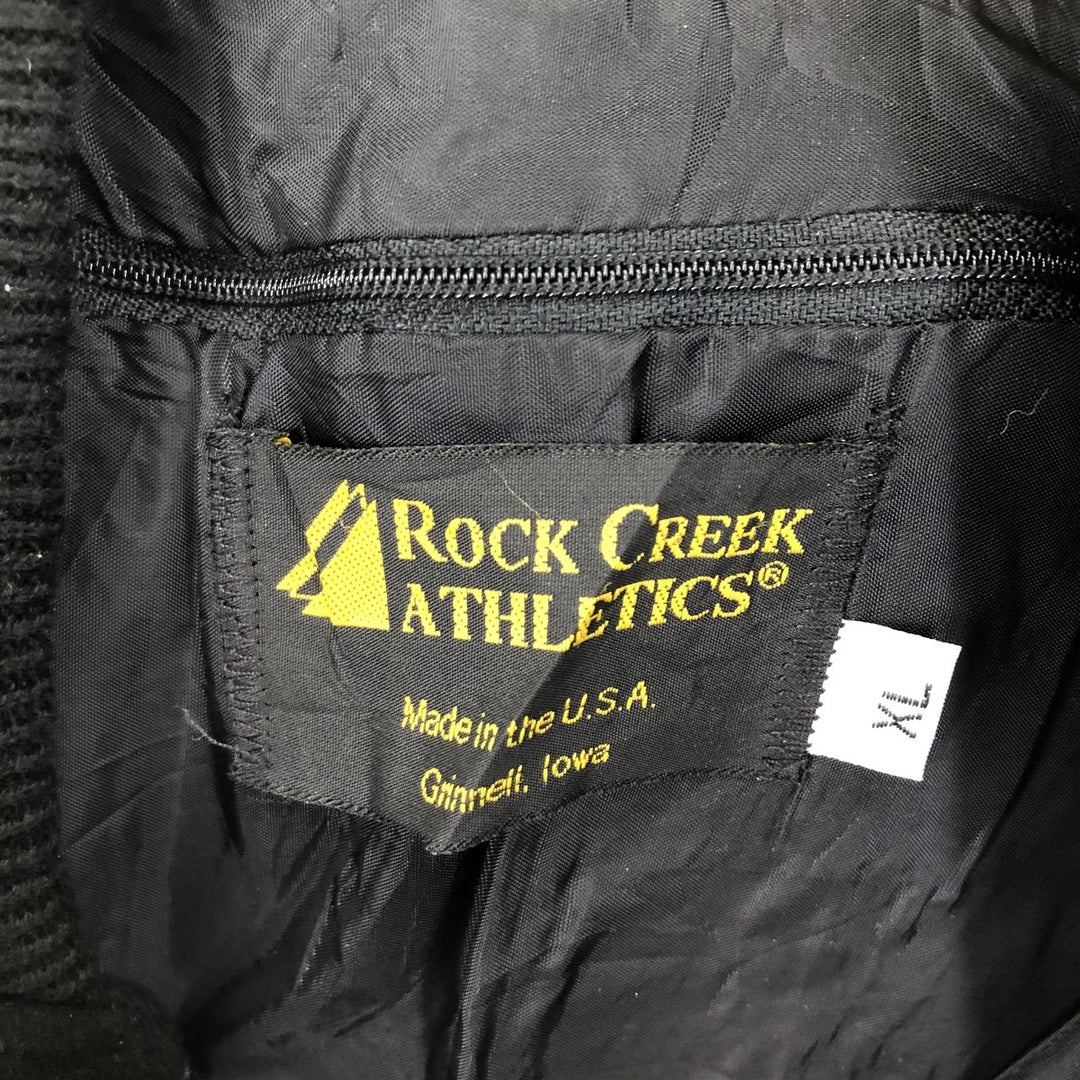 ROCK CREEK
ATHLETICS®
Made in the U.S.A.
Grinnell, Iowa
XL